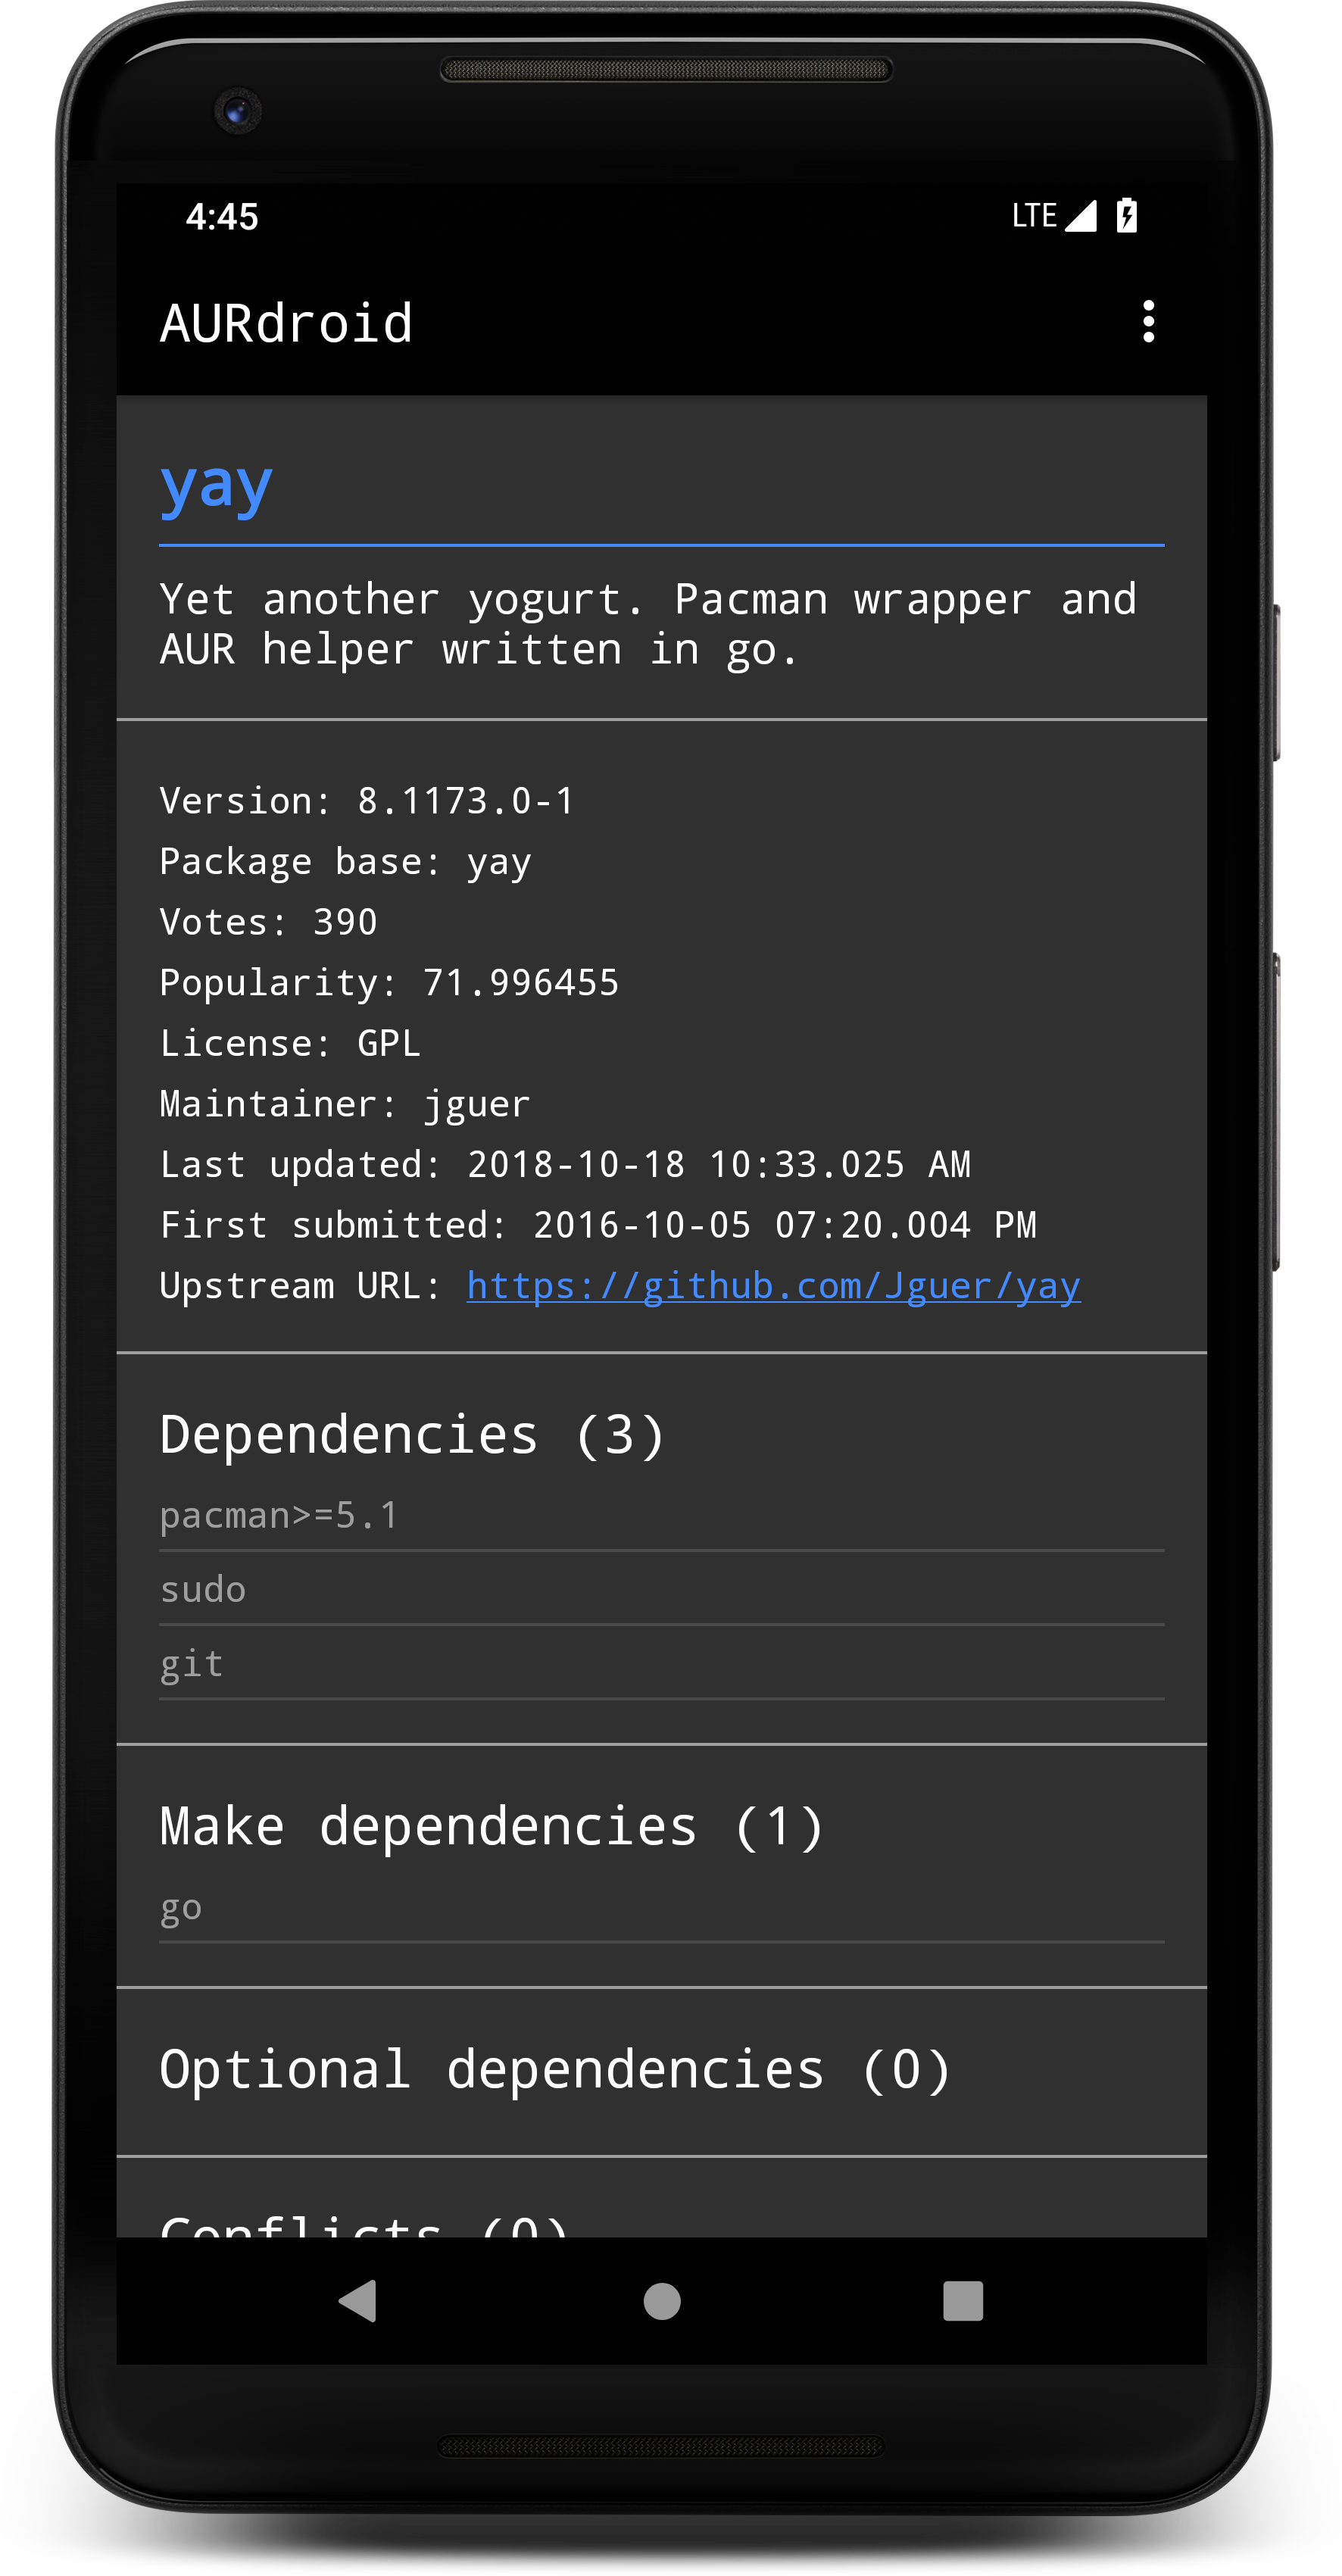 4:45
LTE
AURdroid
yay
Yet another yogurt. Pacman wrapper and
AUR helper written in go.
Version: 8.1173.0-1
Package base: yay
Votes: 390
Popularity: 71.996455
License: GPL
Maintainer: jguer
Last updated: 2018-10-18 10:33.025 AM
First submitted: 2016-10-05 07:20.004 PM
Upstream URL: https://github.com/Jguer/yay
Dependencies (3)
pacman>=5.1
sudo
git
Make dependencies (1)
go
Optional dependencies (0)
Conflicts (0)